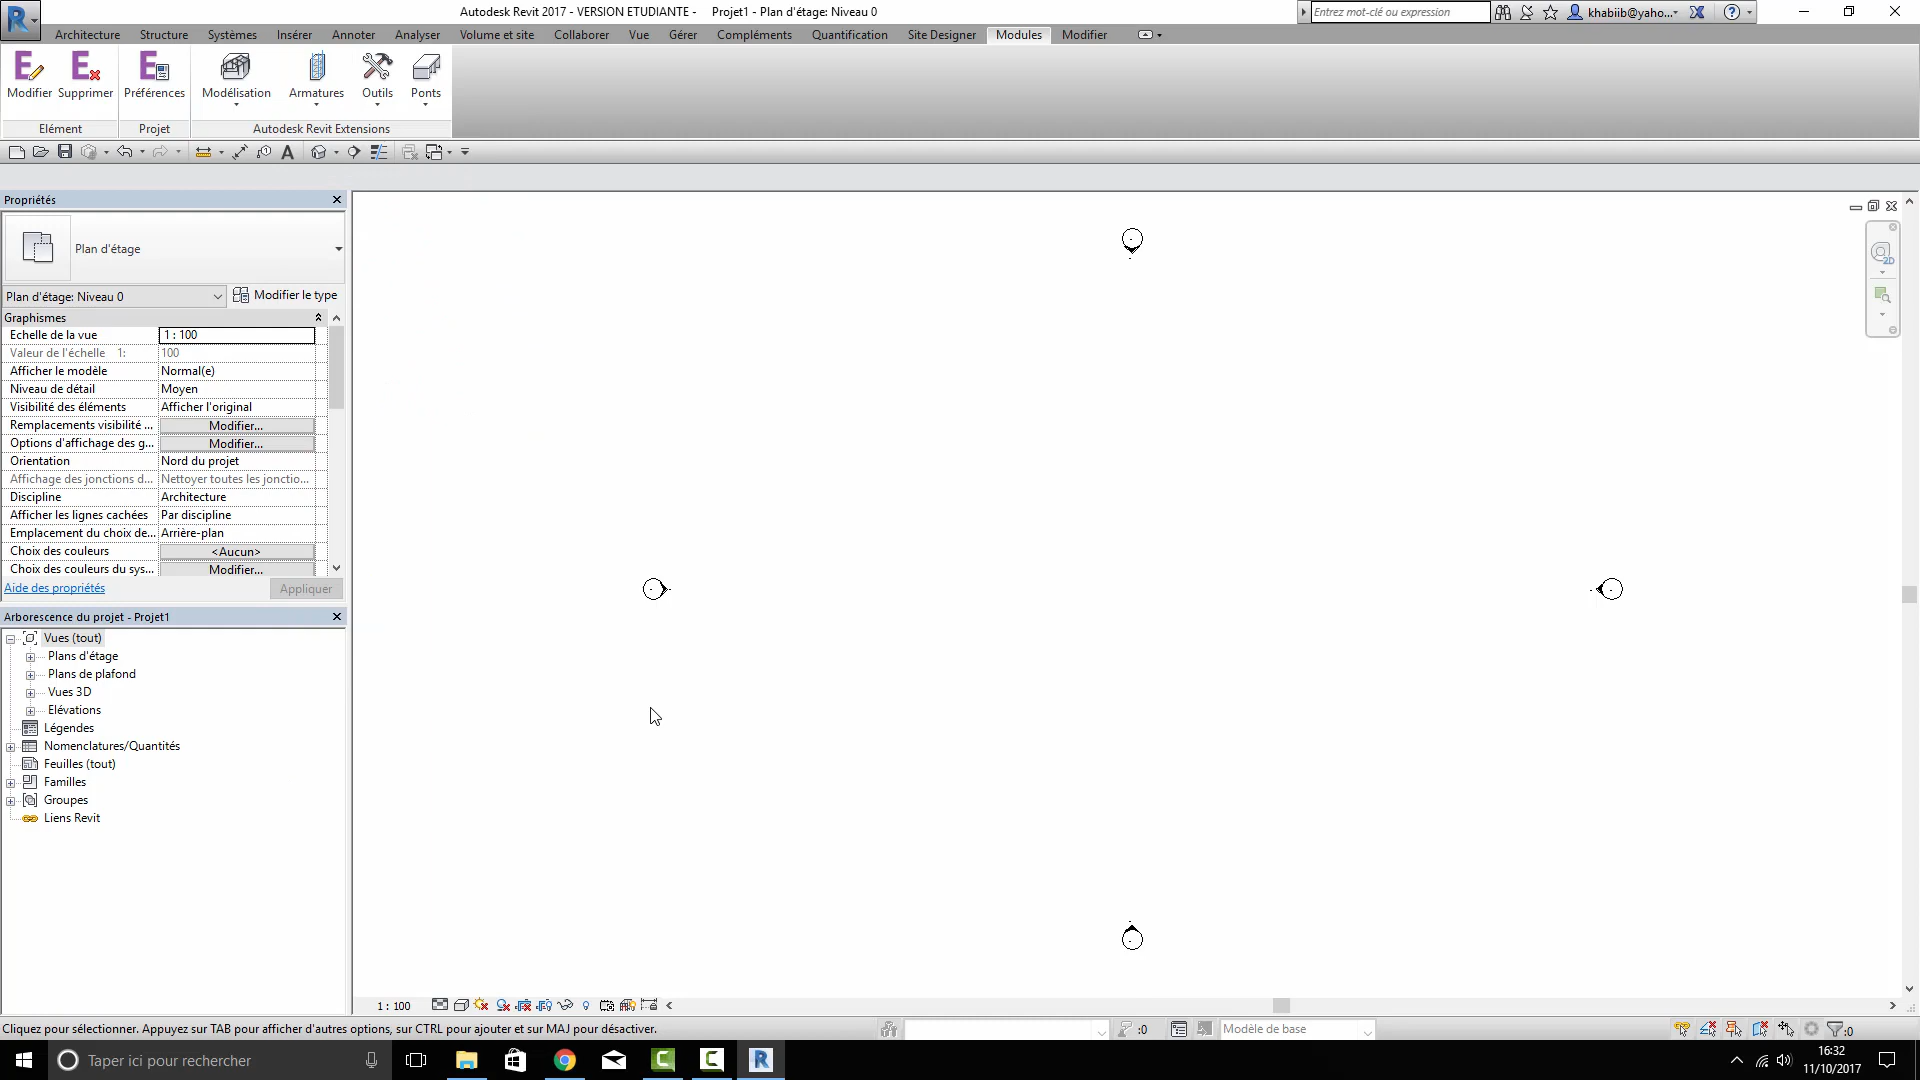 Autodesk Revit 2017 - VERSION ETUDIANTE - Projet1 - Plan d'étage: Niveau 0
Entrez mot-clé ou expression
khabiib@yaho...
Architecture Structure Systèmes Insérer Annoter Analyser Volume et site Collaborer Vue Gérer Compléments Quantification Site Designer Modules Modifier
Modifier Supprimer Préférences Modélisation Armatures Outils Ponts
Elément Projet Autodesk Revit Extensions
Propriétés
Plan d'étage
Plan d'étage: Niveau 0 Modifier le type
Graphismes
Echelle de la vue 1 : 100
Valeur de l'échelle 1: 100
Afficher le modèle Normal(e)
Niveau de détail Moyen
Visibilité des éléments Afficher l'original
Remplacements visibilité ... Modifier...
Options d'affichage des g... Modifier...
Orientation Nord du projet
Affichage des jonctions d... Nettoyer toutes les jonctio...
Discipline Architecture
Afficher les lignes cachées Par discipline
Emplacement du choix de... Arrière-plan
Choix des couleurs <Aucun>
Choix des couleurs du sys... Modifier...
Aide des propriétés Appliquer
Arborescence du projet - Projet1
Vues (tout)
Plans d'étage
Plans de plafond
Vues 3D
Elévations
Légendes
Nomenclatures/Quantités
Feuilles (tout)
Familles
Groupes
Liens Revit
2D
1 : 100
Cliquez pour sélectionner. Appuyez sur TAB pour afficher d'autres options, sur CTRL pour ajouter et sur MAJ pour désactiver.
:0
Modèle de base
:0
Taper ici pour rechercher
16:32
11/10/2017